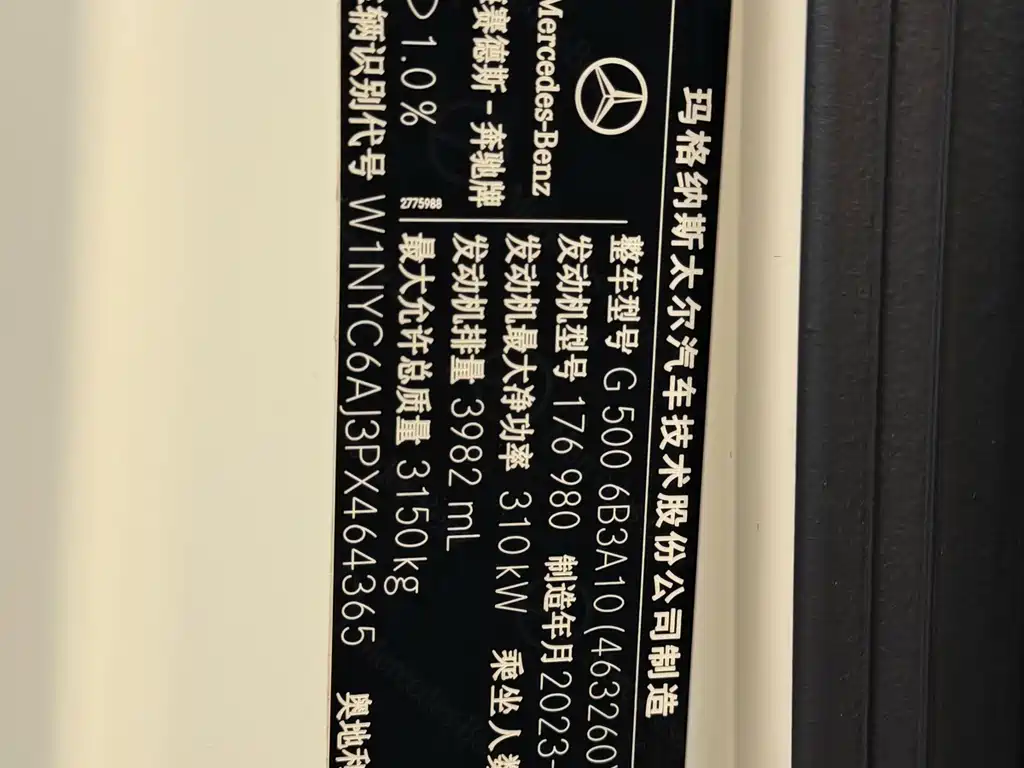 玛格纳斯太尔汽车技术股份公司制造
Mercedes-Benz
赛德斯-奔驰牌
1.0%
2775988
整车型号 G 500 6B3A10(463260
发动机型号 176 980 制造年月 2023-
发动机最大净功率 310kW 乘坐人数
发动机排量 3982 mL
最大允许总质量 3150kg
车辆识别代号 W1NYC6AJ3PX464365 奥地利